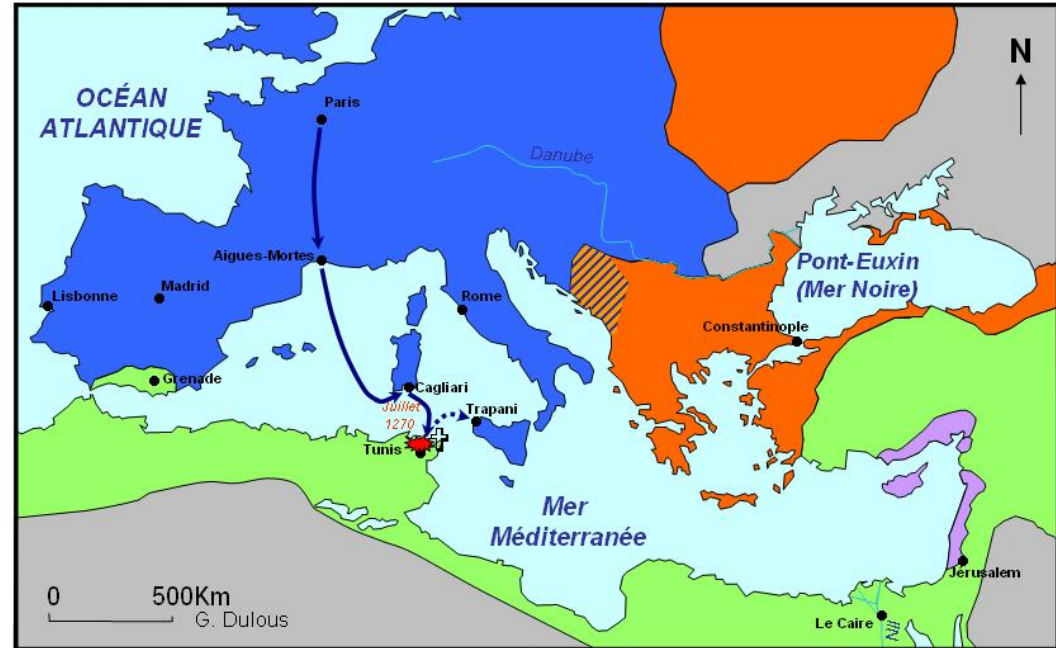 N
OCÉAN
ATLANTIQUE
Paris
Danube
Aigues-Mortes
Pont-Euxin
(Mer Noire)
Lisbonne
Madrid
Rome
Constantinople
Grenade
Cagliari
Juillet
1270
Trapani
Tunis
Mer
Méditerranée
Jérusalem
0 500Km
G. Dulous
Le Caire
Nil